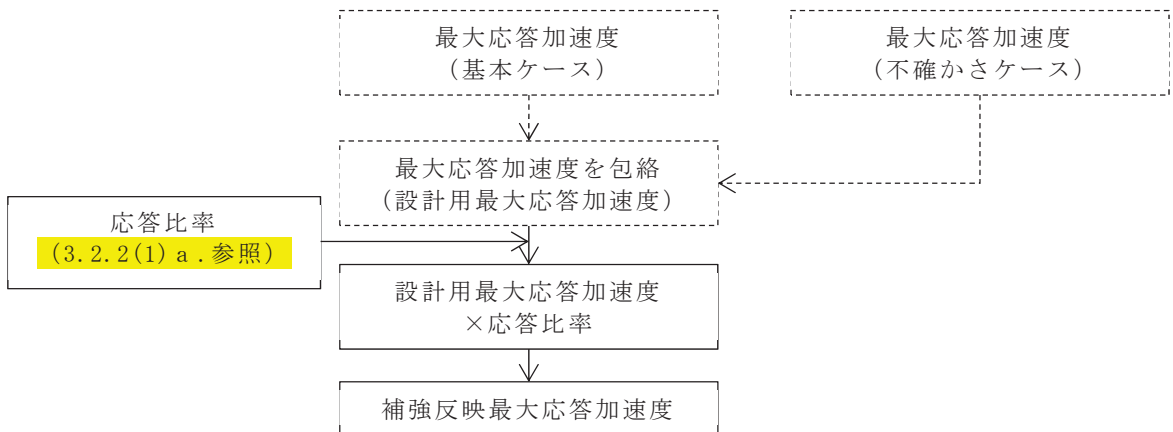 最大応答加速度
(基本ケース)
最大応答加速度
(不確かさケース)
最大応答加速度を包絡
(設計用最大応答加速度)
応答比率
(3.2.2(1)a.参照)
設計用最大応答加速度
×応答比率
補強反映最大応答加速度